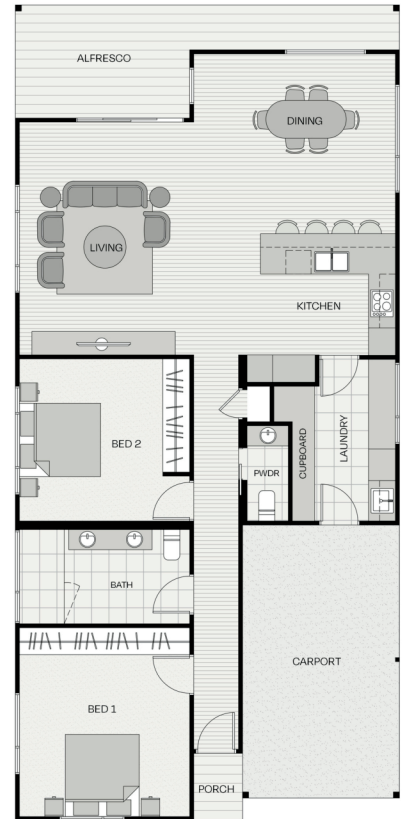 ALFRESCO
DINING
LIVING
KITCHEN
BED 2
PWDR
CUPBOARD
LAUNDRY
BATH
CARPORT
BED 1
PORCH